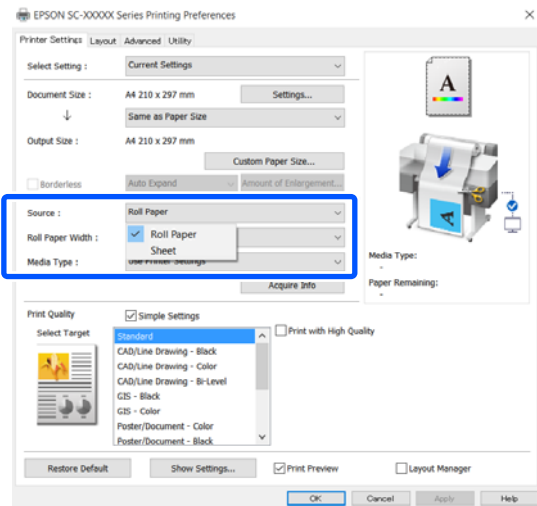 EPSON SC-XXXXX Series Printing Preferences
Printer Settings Layout Advanced Utility
Select Setting : Current Settings
Document Size : A4 210 x 297 mm Settings...
Same as Paper Size
Output Size : A4 210 x 297 mm
Custom Paper Size...
Borderless Auto Expand Amount of Enlargement...
Source : Roll Paper
Roll Paper
Roll Paper Width :
Sheet
Media Type : Use Printer Settings
Acquire Info
A
A
Media Type:
-
Paper Remaining:
-
Print Quality Simple Settings
Select Target
Standard
CAD/Line Drawing - Black
CAD/Line Drawing - Color
CAD/Line Drawing - Bi-Level
GIS - Black
GIS - Color
Poster/Document - Color
Poster/Document - Black
Print with High Quality
Restore Default Show Settings... Print Preview Layout Manager
OK Cancel Apply Help